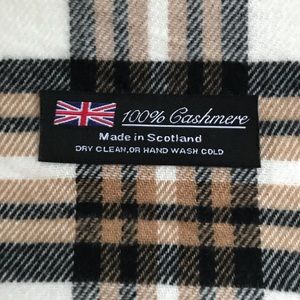 100% Cashmere
Made in Scotland
DRY CLEAN,OR HAND WASH COLD